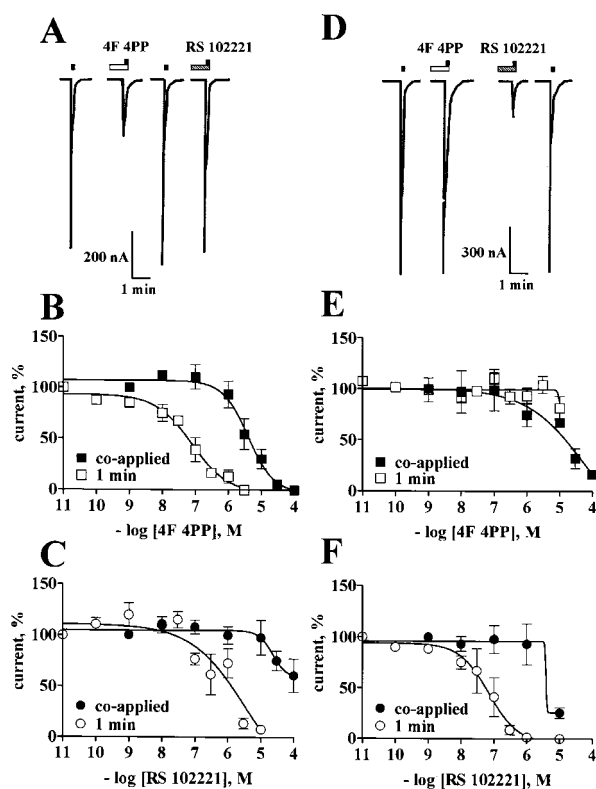 A
D
4F 4PP
RS 102221
4F 4PP
RS 102221
200 nA
1 min
300 nA
1 min
B
E
150
100
50
0
current, %
co-applied
1 min
11 10 9 8 7 6 5 4
- log [4F 4PP], M
150
100
50
0
current, %
co-applied
1 min
11 10 9 8 7 6 5 4
- log [4F 4PP], M
C
F
150
100
50
0
current, %
co-applied
1 min
11 10 9 8 7 6 5 4
- log [RS 102221], M
150
100
50
0
current, %
co-applied
1 min
11 10 9 8 7 6 5 4
- log [RS 102221], M